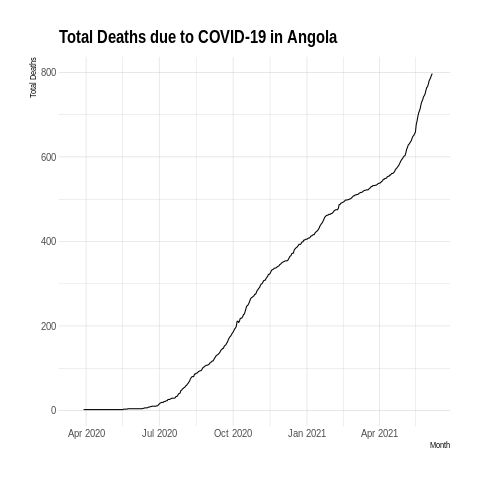 Total Deaths due to COVID-19 in Angola
Total Deaths
800
600
400
200
0
Apr 2020 Jul 2020 Oct 2020 Jan 2021 Apr 2021
Month